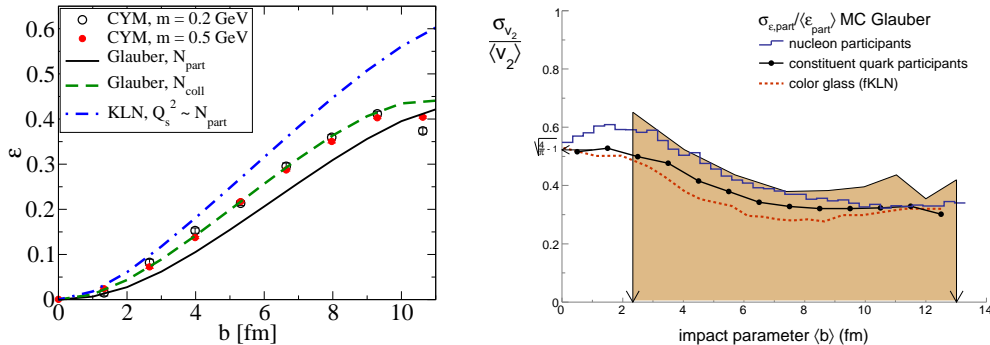 0.6
0.5
0.4
0.3
0.2
0.1
0
ε
CYM, m = 0.2 GeV
CYM, m = 0.5 GeV
Glauber, N_part
Glauber, N_coll
KLN, Q_s^2 ~ N_part
0 2 4 6 8 10
b [fm]
σ_v₂
⟨v₂⟩
σ_ε,part/⟨ε_part⟩ MC Glauber
nucleon participants
constituent quark participants
color glass (fKLN)
1
0.8
0.6
√4/π - 1
0.4
0.2
0
0 2 4 6 8 10 12 14
impact parameter ⟨b⟩ (fm)